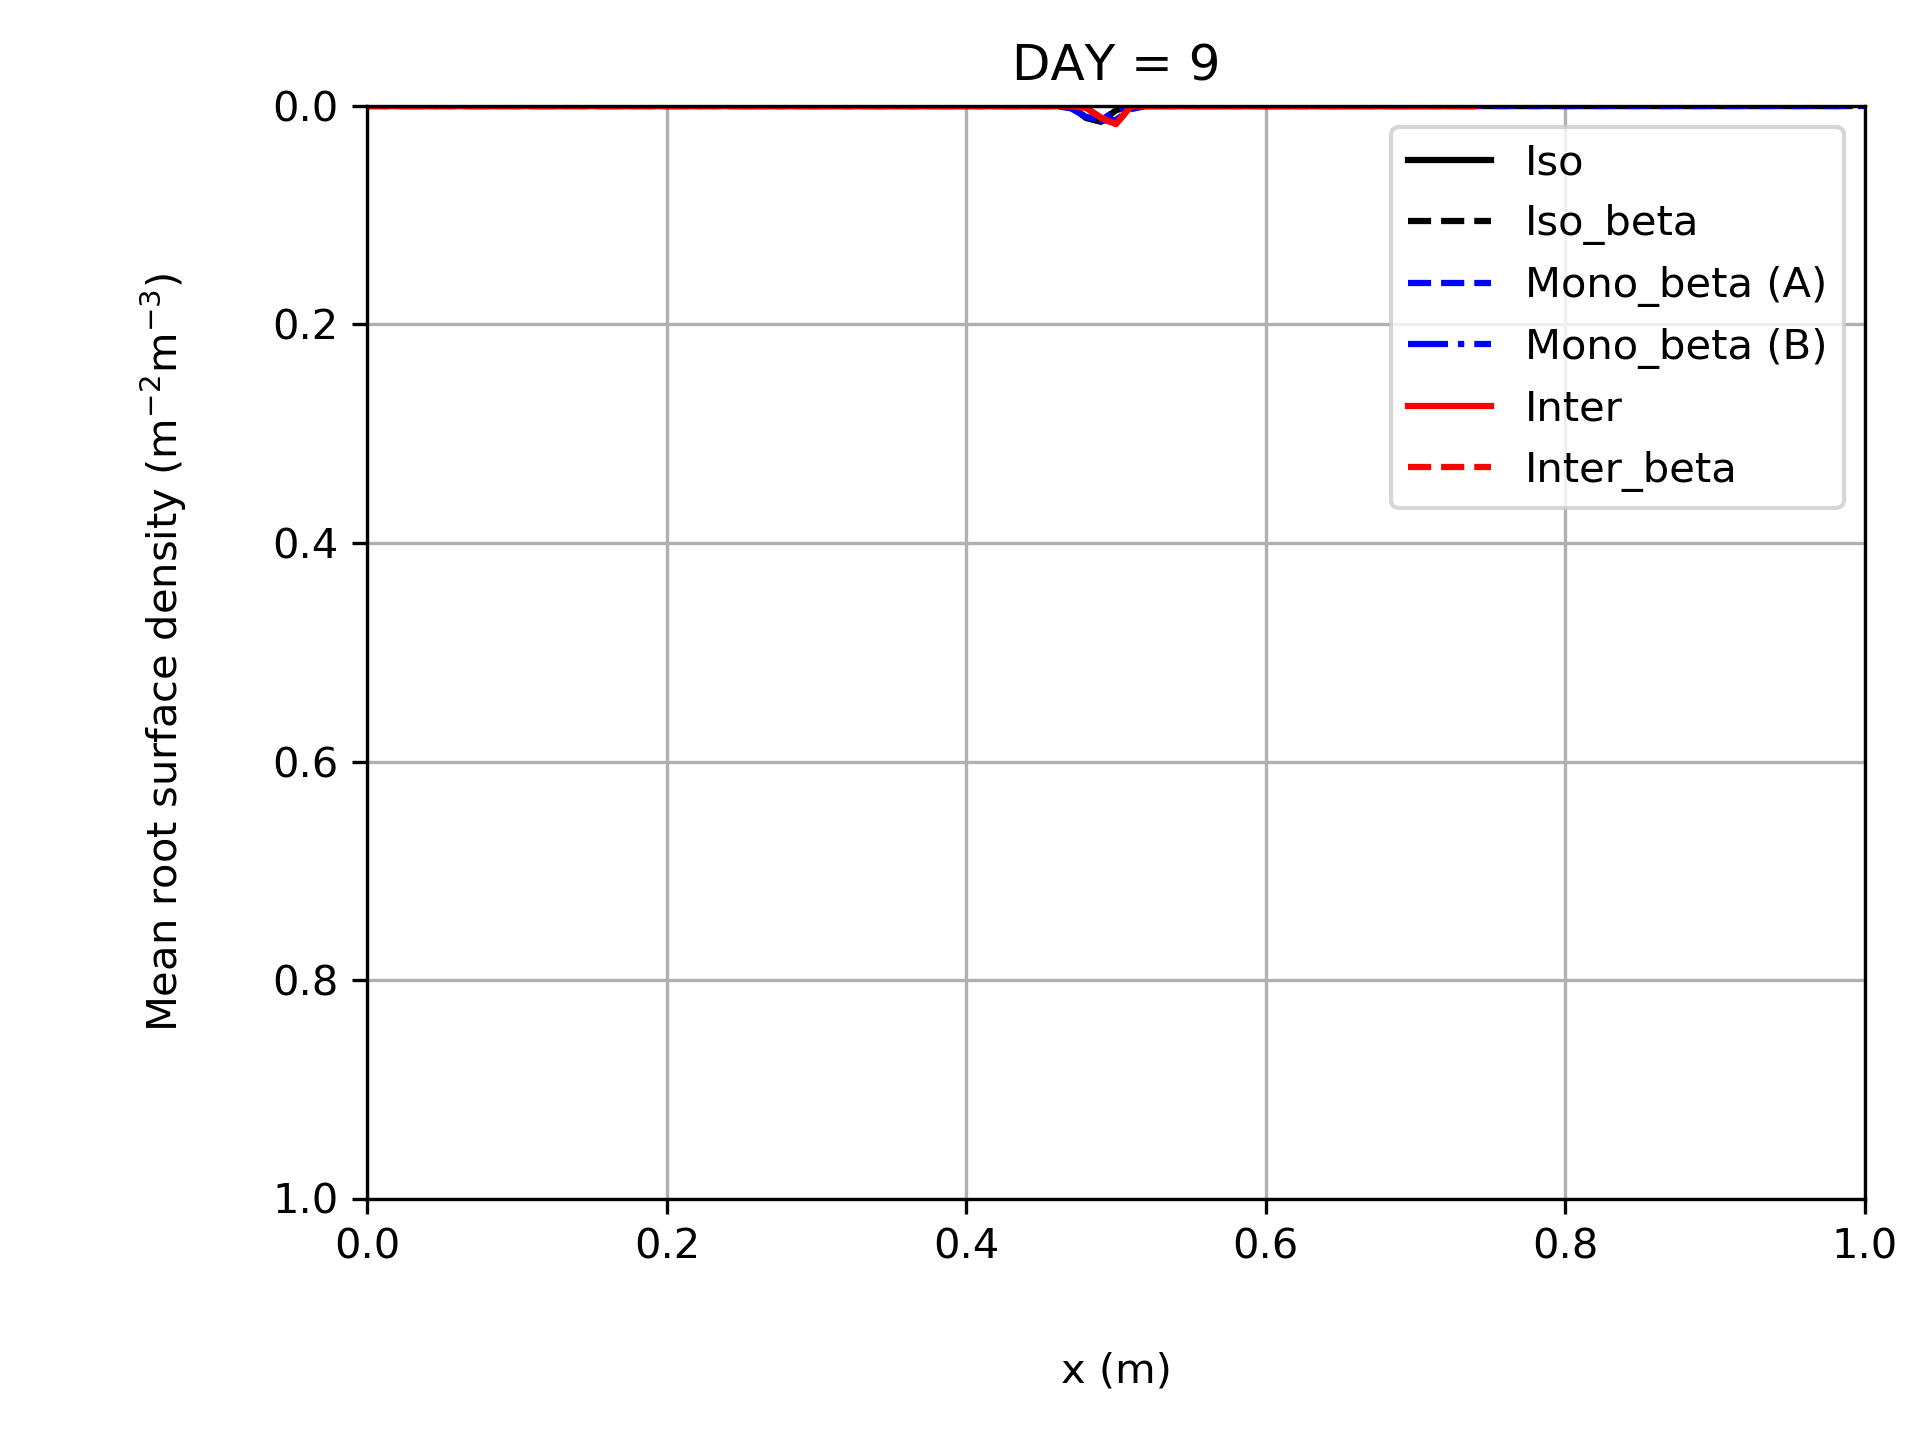 DAY = 9
0.0
0.2
0.4
0.6
0.8
1.0
Mean root surface density (m⁻²m⁻³)
Iso
Iso_beta
Mono_beta (A)
Mono_beta (B)
Inter
Inter_beta
0.0 0.2 0.4 0.6 0.8 1.0
x (m)